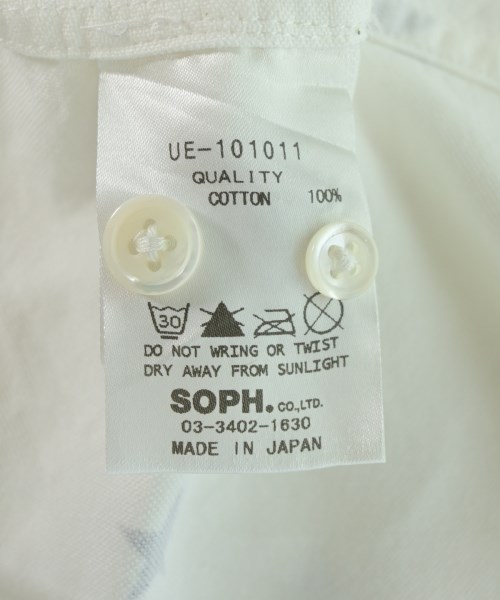 UE-101011
QUALITY
COTTON 100%
30
DO NOT WRING OR TWIST
DRY AWAY FROM SUNLIGHT
SOPH. CO.,LTD.
03-3402-1630
MADE IN JAPAN